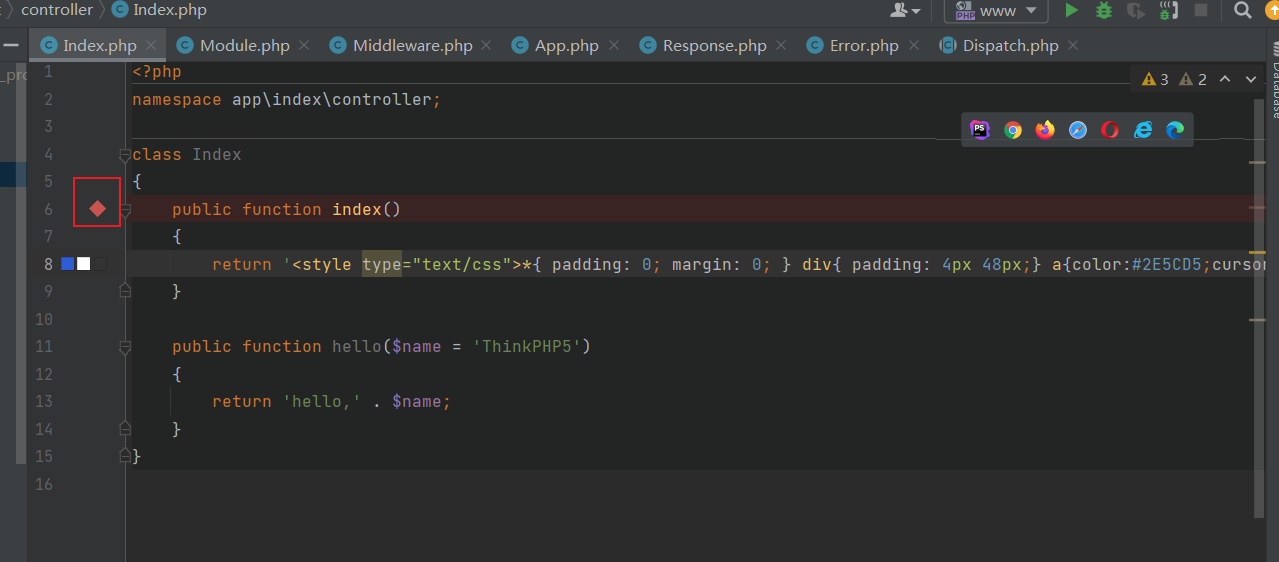 controller Index.php www PHP
Index.php Module.php Middleware.php App.php Response.php Error.php Dispatch.php
_pro
Database
3 2
PS
1 <?php
2 namespace app\index\controller;
3
4 class Index
5 {
6 public function index()
7 {
8 return '<style type="text/css">*{ padding: 0; margin: 0; } div{ padding: 4px 48px;} a{color:#2E5CD5;cursor
9 }
10
11 public function hello($name = 'ThinkPHP5')
12 {
13 return 'hello,' . $name;
14 }
15 }
16